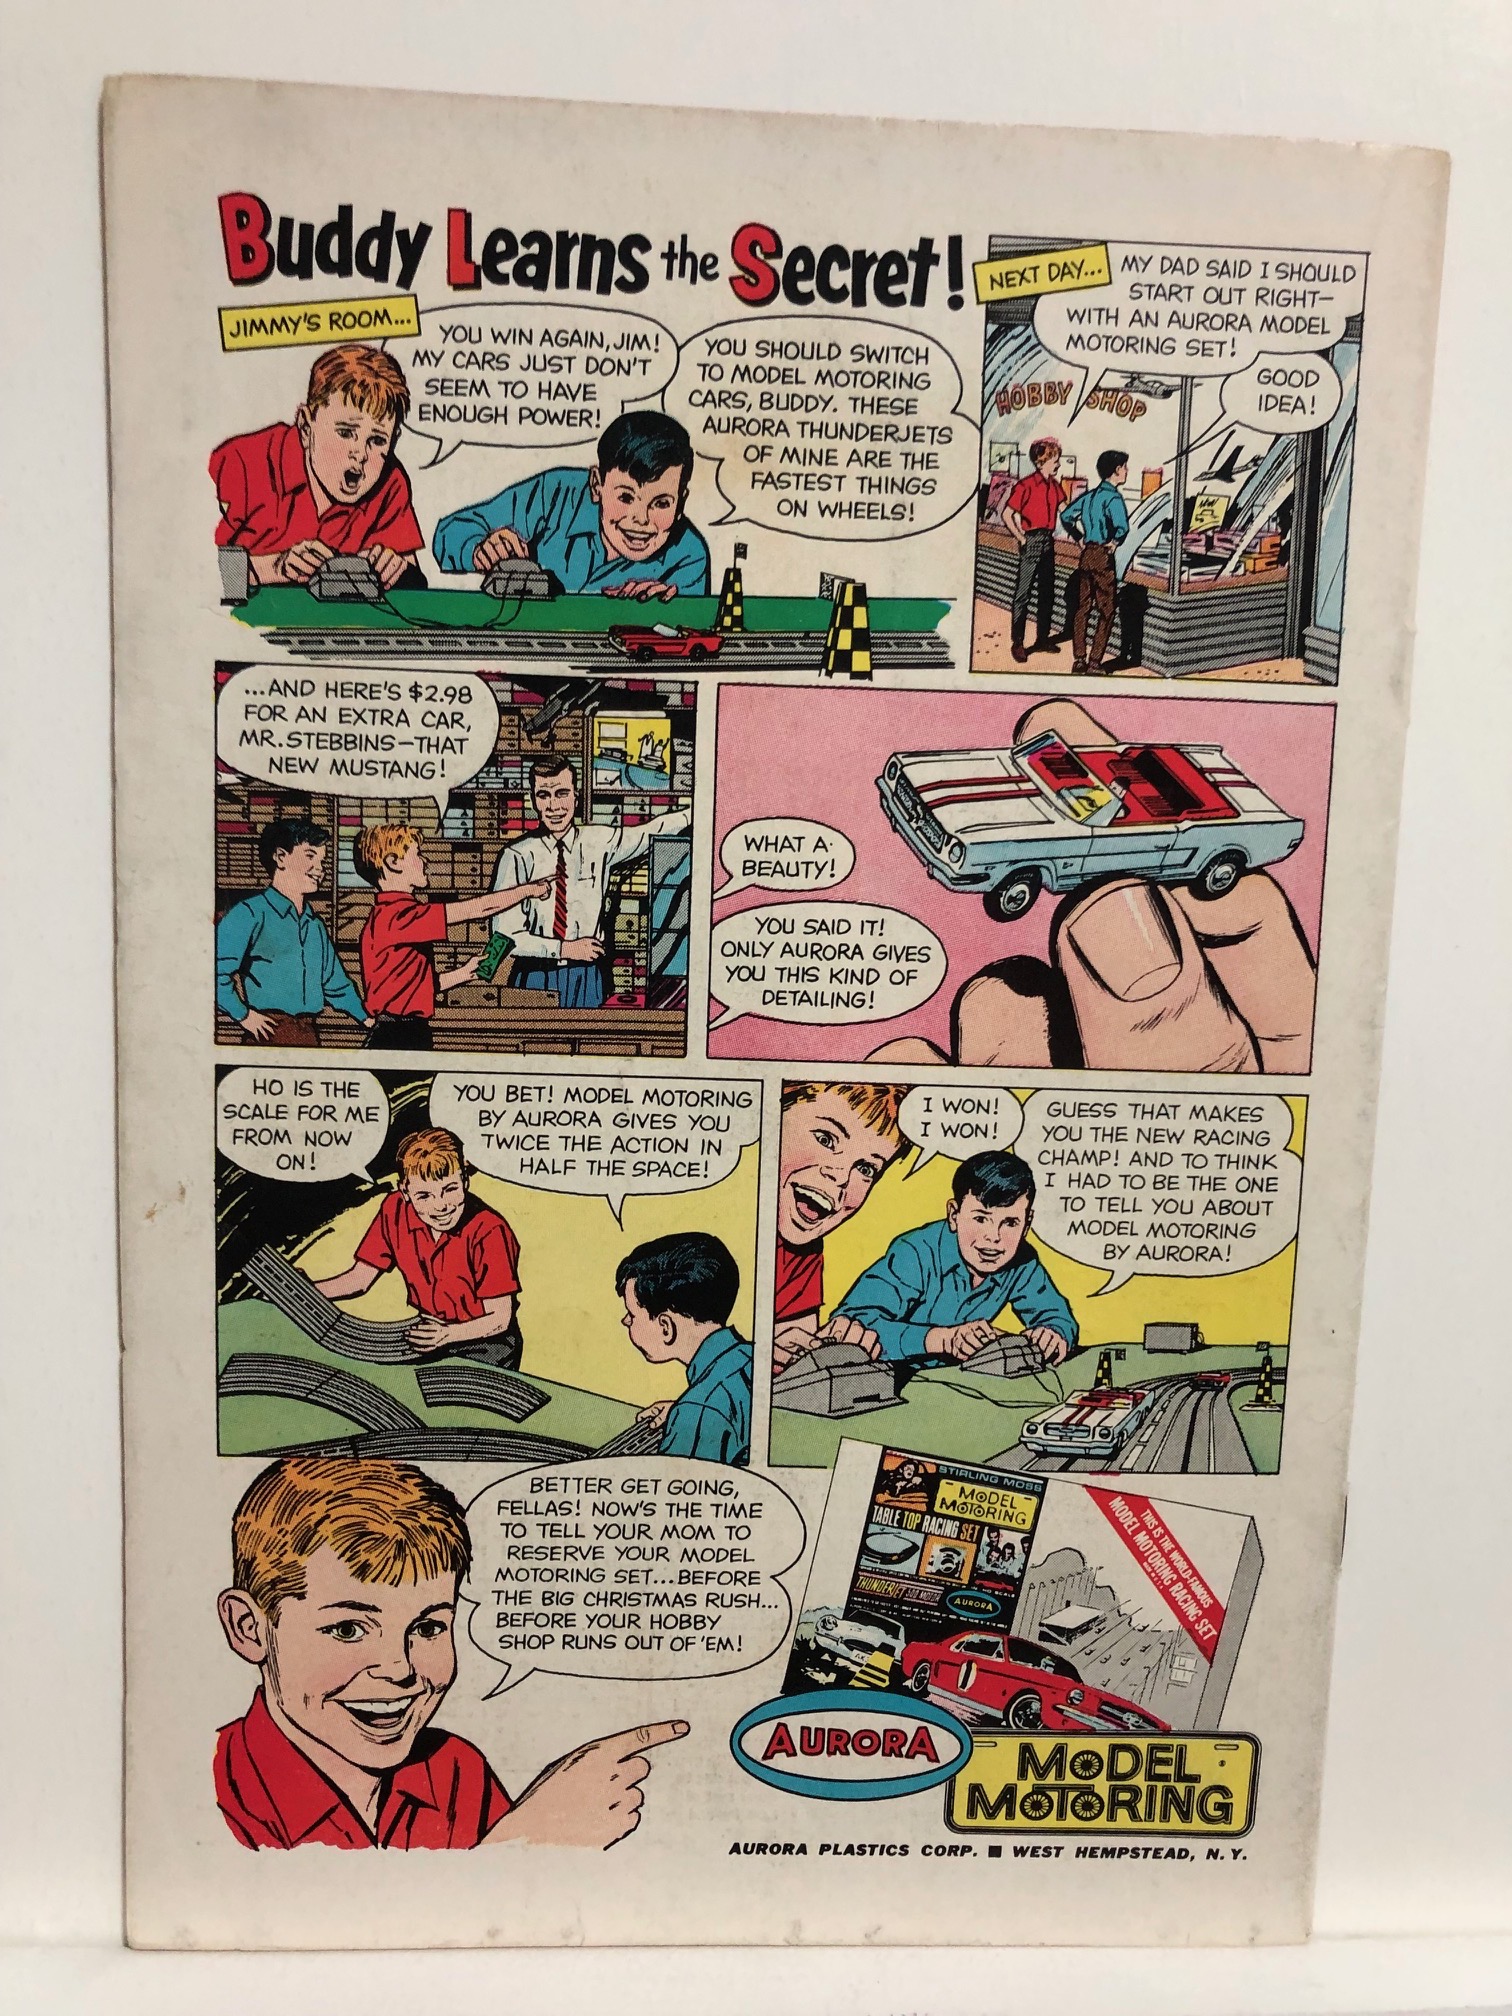 Buddy Learns the Secret!
JIMMY'S ROOM...
YOU WIN AGAIN, JIM!
MY CARS JUST DON'T
SEEM TO HAVE
ENOUGH POWER!
YOU SHOULD SWITCH
TO MODEL MOTORING
CARS, BUDDY. THESE
AURORA THUNDERJETS
OF MINE ARE THE
FASTEST THINGS
ON WHEELS!
NEXT DAY...
MY DAD SAID I SHOULD
START OUT RIGHT—
WITH AN AURORA MODEL
MOTORING SET!
GOOD
IDEA!
HOBBY SHOP
...AND HERE'S $2.98
FOR AN EXTRA CAR,
MR. STEBBINS—THAT
NEW MUSTANG!
WHAT A
BEAUTY!
YOU SAID IT!
ONLY AURORA GIVES
YOU THIS KIND OF
DETAILING!
HO IS THE
SCALE FOR ME
FROM NOW
ON!
YOU BET! MODEL MOTORING
BY AURORA GIVES YOU
TWICE THE ACTION IN
HALF THE SPACE!
I WON!
I WON!
GUESS THAT MAKES
YOU THE NEW RACING
CHAMP! AND TO THINK
I HAD TO BE THE ONE
TO TELL YOU ABOUT
MODEL MOTORING
BY AURORA!
BETTER GET GOING,
FELLAS! NOW'S THE TIME
TO TELL YOUR MOM TO
RESERVE YOUR MODEL
MOTORING SET...BEFORE
THE BIG CHRISTMAS RUSH...
BEFORE YOUR HOBBY
SHOP RUNS OUT OF 'EM!
STIRLING MOSS
MODEL
MOTORING
TABLE TOP RACING SET
THUNDERJET 500 MOTOR
HO SCALE
AURORA
THIS IS THE WORLD-FAMOUS
MODEL MOTORING RACING SET
1
AURORA
MODEL
MOTORING
AURORA PLASTICS CORP. ■ WEST HEMPSTEAD, N.Y.